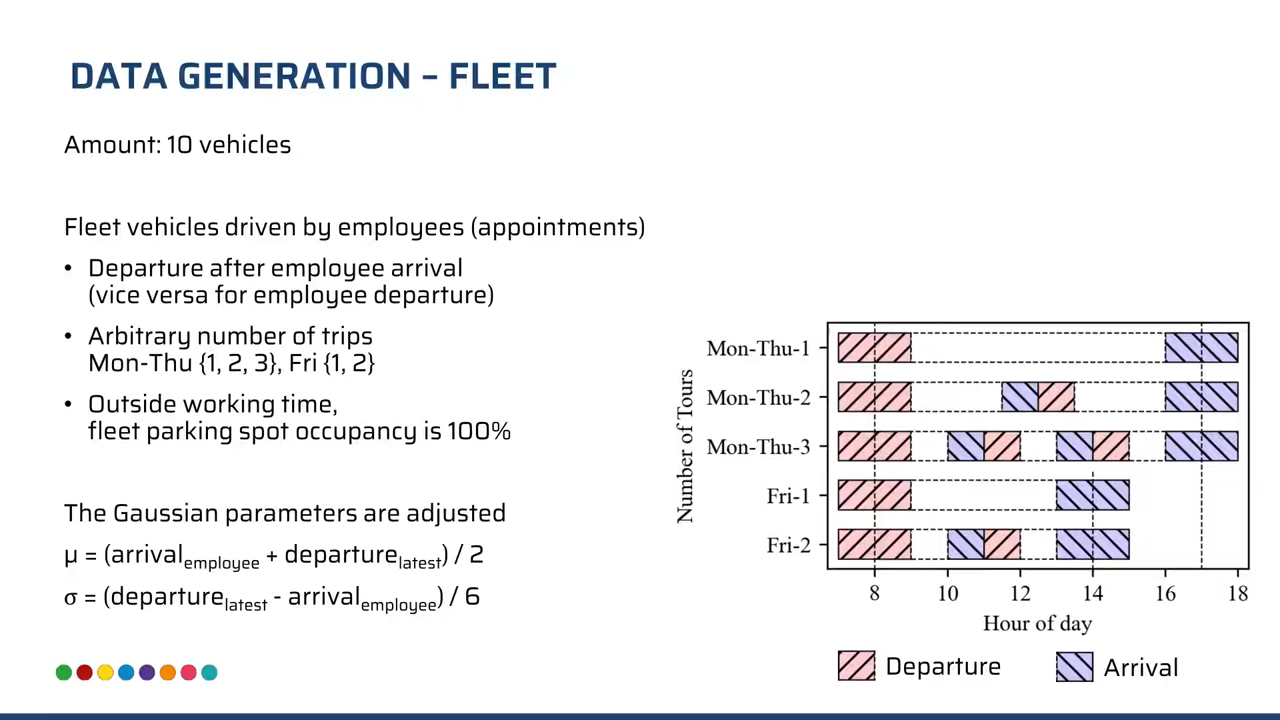 DATA GENERATION – FLEET
Amount: 10 vehicles
Fleet vehicles driven by employees (appointments)
• Departure after employee arrival
(vice versa for employee departure)
• Arbitrary number of trips
Mon-Thu {1, 2, 3}, Fri {1, 2}
• Outside working time,
fleet parking spot occupancy is 100%
The Gaussian parameters are adjusted
μ = (arrival_employee + departure_latest) / 2
σ = (departure_latest - arrival_employee) / 6
Number of Tours
Mon-Thu-1
Mon-Thu-2
Mon-Thu-3
Fri-1
Fri-2
8 10 12 14 16 18
Hour of day
Departure Arrival